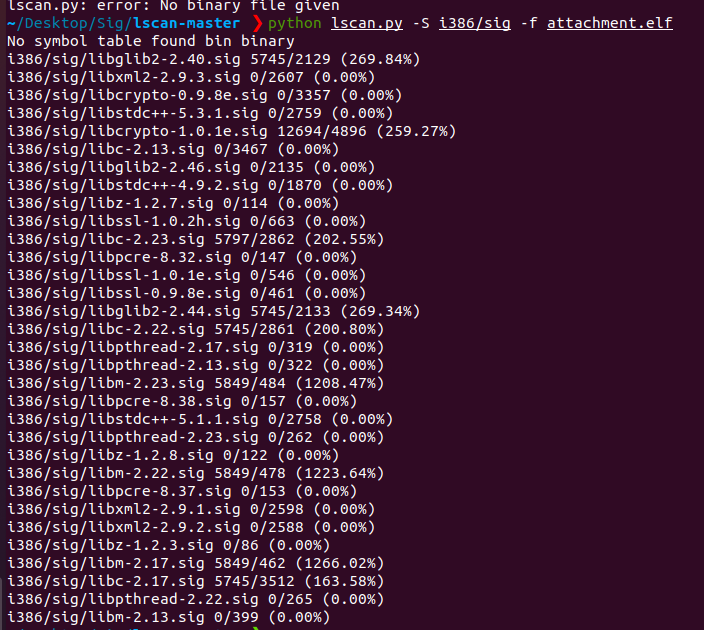 lscan.py: error: No binary file given
~/Desktop/Sig/lscan-master ❯ python lscan.py -S i386/sig -f attachment.elf
No symbol table found bin binary
i386/sig/libglib2-2.40.sig 5745/2129 (269.84%)
i386/sig/libxml2-2.9.3.sig 0/2607 (0.00%)
i386/sig/libcrypto-0.9.8e.sig 0/3357 (0.00%)
i386/sig/libstdc++-5.3.1.sig 0/2759 (0.00%)
i386/sig/libcrypto-1.0.1e.sig 12694/4896 (259.27%)
i386/sig/libc-2.13.sig 0/3467 (0.00%)
i386/sig/libglib2-2.46.sig 0/2135 (0.00%)
i386/sig/libstdc++-4.9.2.sig 0/1870 (0.00%)
i386/sig/libz-1.2.7.sig 0/114 (0.00%)
i386/sig/libssl-1.0.2h.sig 0/663 (0.00%)
i386/sig/libc-2.23.sig 5797/2862 (202.55%)
i386/sig/libpcre-8.32.sig 0/147 (0.00%)
i386/sig/libssl-1.0.1e.sig 0/546 (0.00%)
i386/sig/libssl-0.9.8e.sig 0/461 (0.00%)
i386/sig/libglib2-2.44.sig 5745/2133 (269.34%)
i386/sig/libc-2.22.sig 5745/2861 (200.80%)
i386/sig/libpthread-2.17.sig 0/319 (0.00%)
i386/sig/libpthread-2.13.sig 0/322 (0.00%)
i386/sig/libm-2.23.sig 5849/484 (1208.47%)
i386/sig/libpcre-8.38.sig 0/157 (0.00%)
i386/sig/libstdc++-5.1.1.sig 0/2758 (0.00%)
i386/sig/libpthread-2.23.sig 0/262 (0.00%)
i386/sig/libz-1.2.8.sig 0/122 (0.00%)
i386/sig/libm-2.22.sig 5849/478 (1223.64%)
i386/sig/libpcre-8.37.sig 0/153 (0.00%)
i386/sig/libxml2-2.9.1.sig 0/2598 (0.00%)
i386/sig/libxml2-2.9.2.sig 0/2588 (0.00%)
i386/sig/libz-1.2.3.sig 0/86 (0.00%)
i386/sig/libm-2.17.sig 5849/462 (1266.02%)
i386/sig/libc-2.17.sig 5745/3512 (163.58%)
i386/sig/libpthread-2.22.sig 0/265 (0.00%)
i386/sig/libm-2.13.sig 0/399 (0.00%)